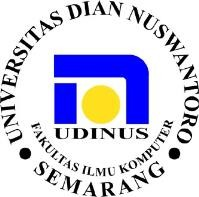 UNIVERSITAS DIAN NUSWANTORO
UDINUS
FAKULTAS ILMU KOMPUTER
SEMARANG